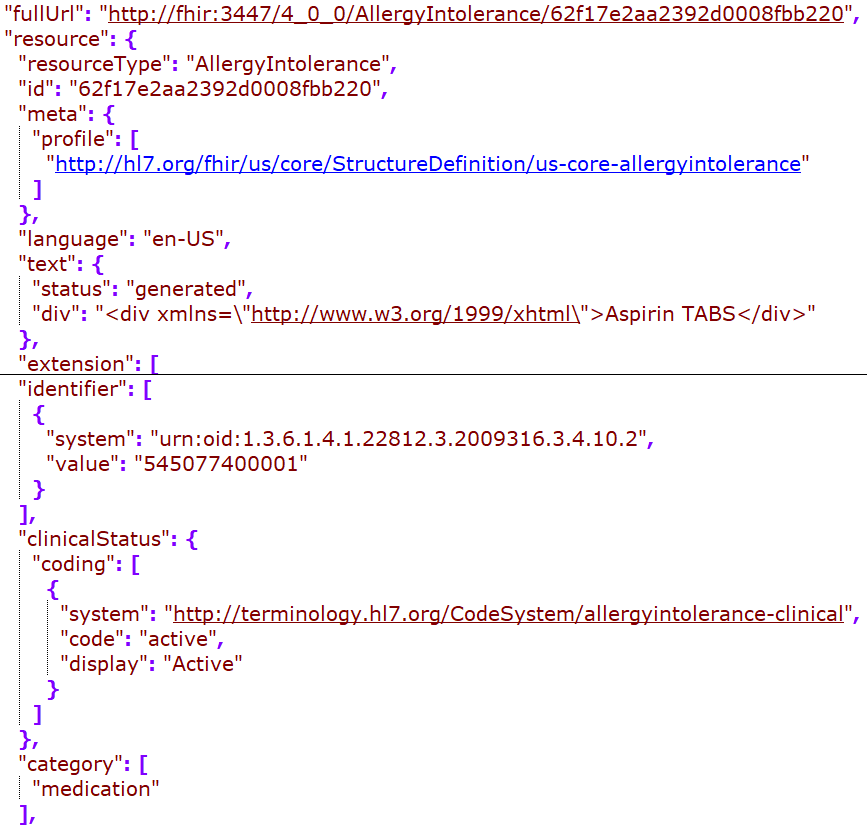 "fullUrl": "http://fhir:3447/4_0_0/AllergyIntolerance/62f17e2aa2392d0008fbb220",
"resource": {
"resourceType": "AllergyIntolerance",
"id": "62f17e2aa2392d0008fbb220",
"meta": {
"profile": [
"http://hl7.org/fhir/us/core/StructureDefinition/us-core-allergyintolerance"
]
},
"language": "en-US",
"text": {
"status": "generated",
"div": "<div xmlns=\"http://www.w3.org/1999/xhtml\">Aspirin TABS</div>"
},
"extension": [
"identifier": [
{
"system": "urn:oid:1.3.6.1.4.1.22812.3.2009316.3.4.10.2",
"value": "545077400001"
}
],
"clinicalStatus": {
"coding": [
{
"system": "http://terminology.hl7.org/CodeSystem/allergyintolerance-clinical",
"code": "active",
"display": "Active"
}
]
},
"category": [
"medication"
],